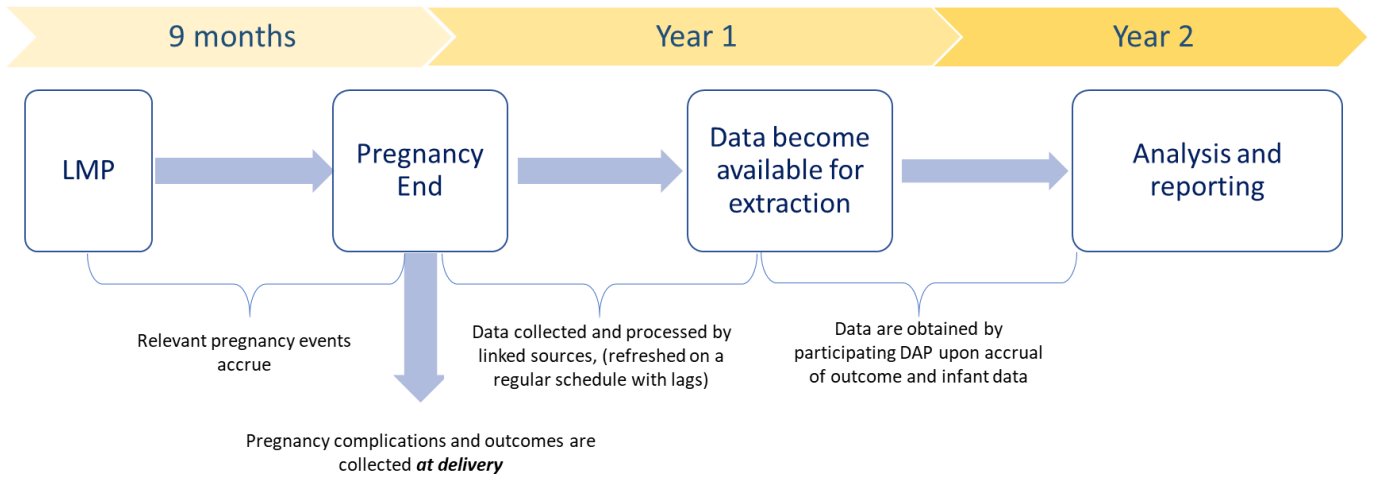 9 months
Year 1
Year 2
LMP
Pregnancy
End
Data become
available for
extraction
Analysis and
reporting
Relevant pregnancy events
accrue
Data collected and processed by
linked sources, (refreshed on a
regular schedule with lags)
Data are obtained by
participating DAP upon accrual
of outcome and infant data
Pregnancy complications and outcomes are
collected at delivery